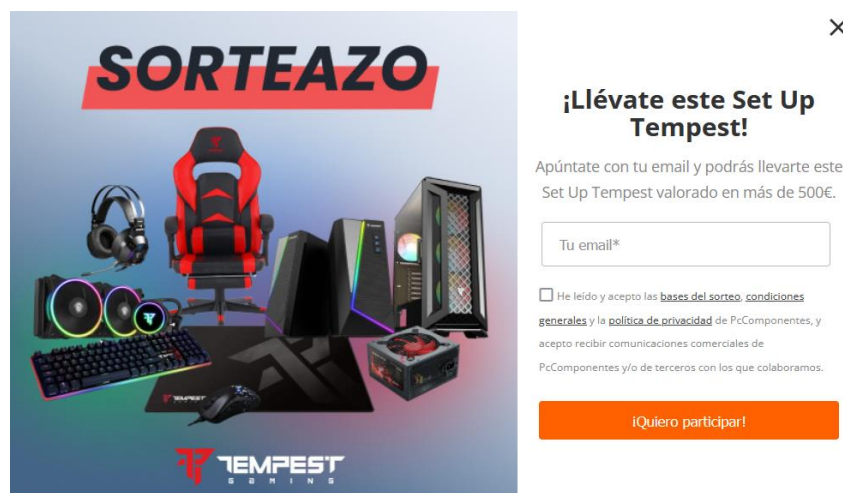 SORTEAZO
TEMPEST
TEMPEST
GAMING
¡Llévate este Set Up
Tempest!
Apúntate con tu email y podrás llevarte este
Set Up Tempest valorado en más de 500€.
Tu email*
He leído y acepto las bases del sorteo, condiciones
generales y la política de privacidad de PcComponentes, y
acepto recibir comunicaciones comerciales de
PcComponentes y/o de terceros con los que colaboramos.
¡Quiero participar!